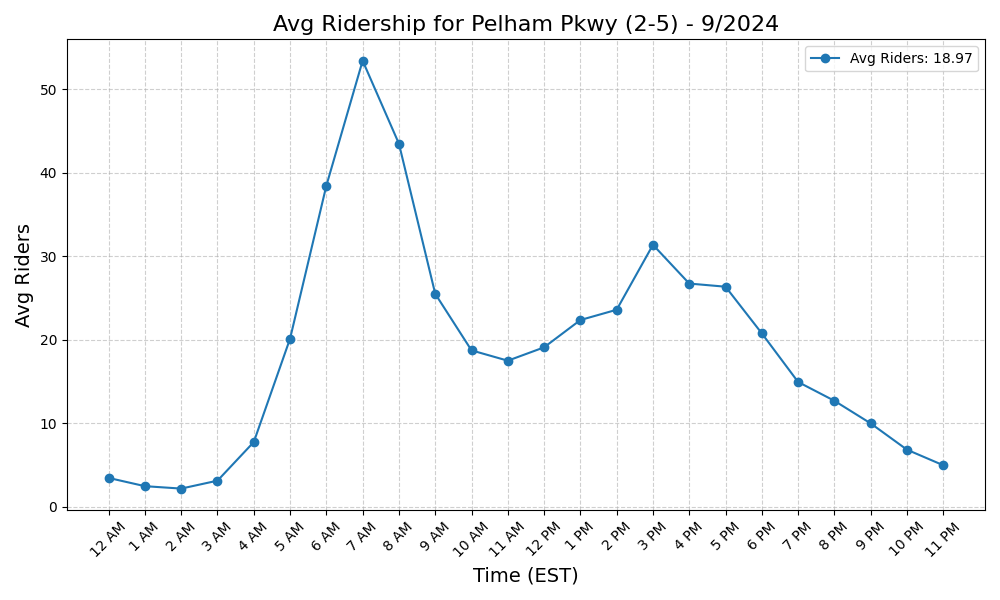 Avg Ridership for Pelham Pkwy (2-5) - 9/2024
Avg Riders: 18.97
Avg Riders
50
40
30
20
10
0
12 AM
1 AM
2 AM
3 AM
4 AM
5 AM
6 AM
7 AM
8 AM
9 AM
10 AM
11 AM
12 PM
1 PM
2 PM
3 PM
4 PM
5 PM
6 PM
7 PM
8 PM
9 PM
10 PM
11 PM
Time (EST)